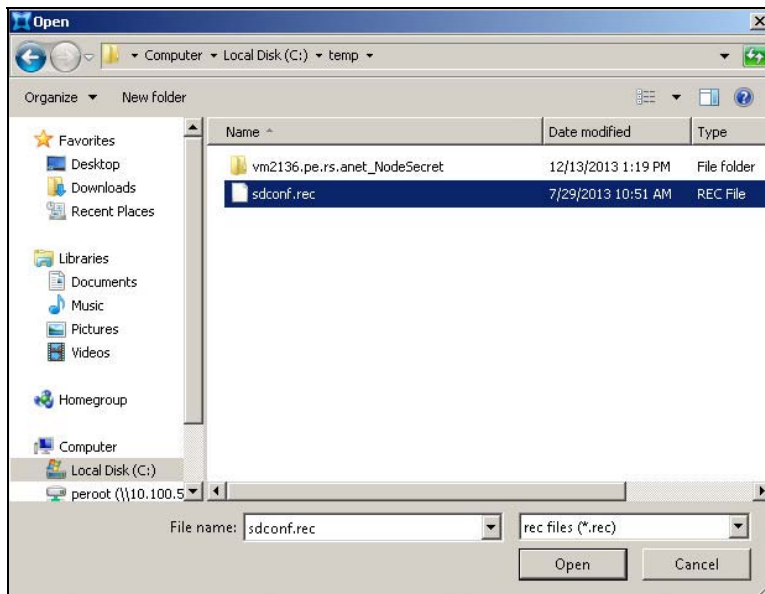 Open
Computer Local Disk (C:) temp
Organize New folder
Name Date modified Type
Favorites
Desktop
Downloads
Recent Places
Libraries
Documents
Music
Pictures
Videos
Homegroup
Computer
Local Disk (C:)
peroot (\\10.100.5
vm2136.pe.rs.anet_NodeSecret 12/13/2013 1:19 PM File folder
sdconf.rec 7/29/2013 10:51 AM REC File
File name: sdconf.rec rec files (*.rec)
Open Cancel